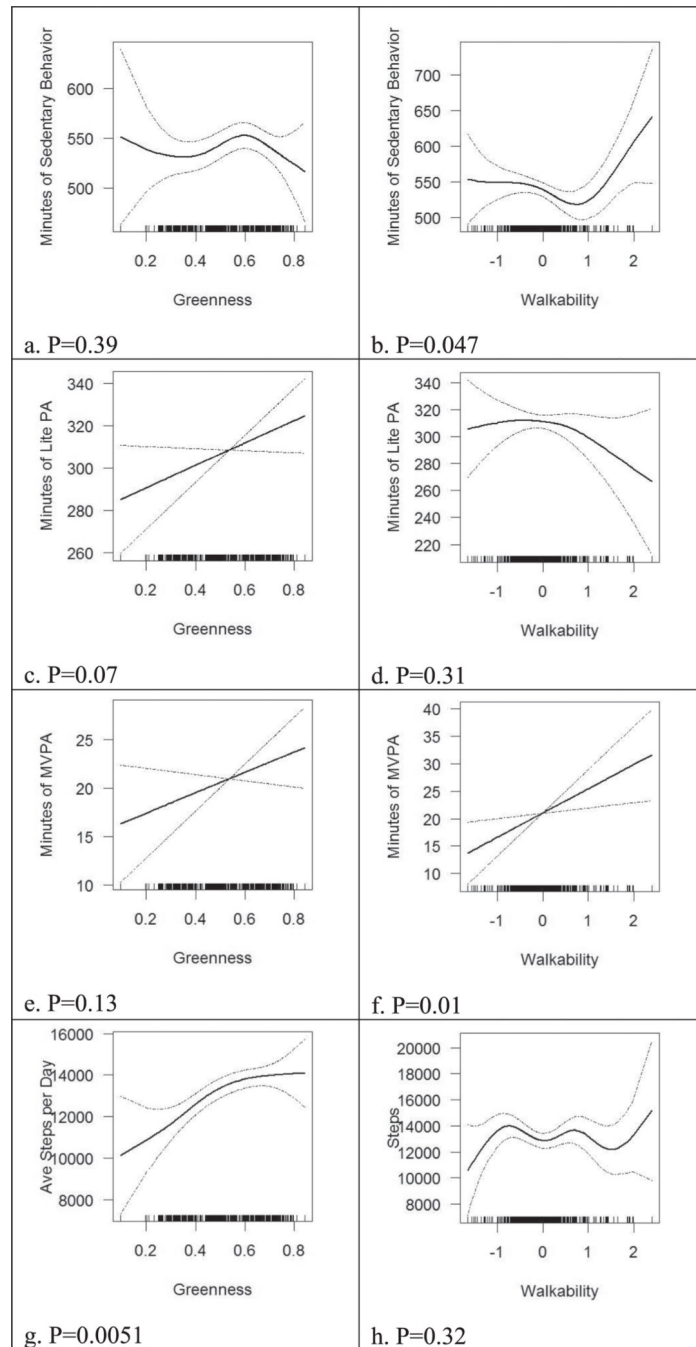 Minutes of Sedentary Behavior
600
550
500
0.2 0.4 0.6 0.8
Greenness
a. P=0.39
Minutes of Sedentary Behavior
700
650
600
550
500
-1 0 1 2
Walkability
b. P=0.047
Minutes of Lite PA
340
320
300
280
260
0.2 0.4 0.6 0.8
Greenness
c. P=0.07
Minutes of Lite PA
340
320
300
280
260
240
220
-1 0 1 2
Walkability
d. P=0.31
Minutes of MVPA
25
20
15
10
0.2 0.4 0.6 0.8
Greenness
e. P=0.13
Minutes of MVPA
40
35
30
25
20
15
10
-1 0 1 2
Walkability
f. P=0.01
Ave Steps per Day
16000
14000
12000
10000
8000
0.2 0.4 0.6 0.8
Greenness
g. P=0.0051
Steps
20000
18000
16000
14000
12000
10000
8000
-1 0 1 2
Walkability
h. P=0.32